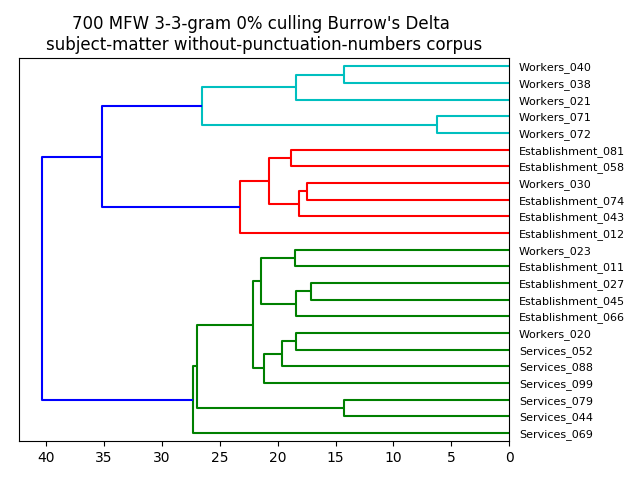 700 MFW 3-3-gram 0% culling Burrow's Delta
subject-matter without-punctuation-numbers corpus
Workers_040
Workers_038
Workers_021
Workers_071
Workers_072
Establishment_081
Establishment_058
Workers_030
Establishment_074
Establishment_043
Establishment_012
Workers_023
Establishment_011
Establishment_027
Establishment_045
Establishment_066
Workers_020
Services_052
Services_088
Services_099
Services_079
Services_044
Services_069
40 35 30 25 20 15 10 5 0